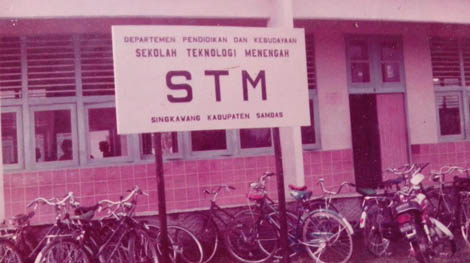 DEPARTEMEN PENDIDIKAN DAN KEBUDAYAAN
SEKOLAH TEKNOLOGI MENENGAH
STM
SINGKAWANG KABUPATEN SAMBAS